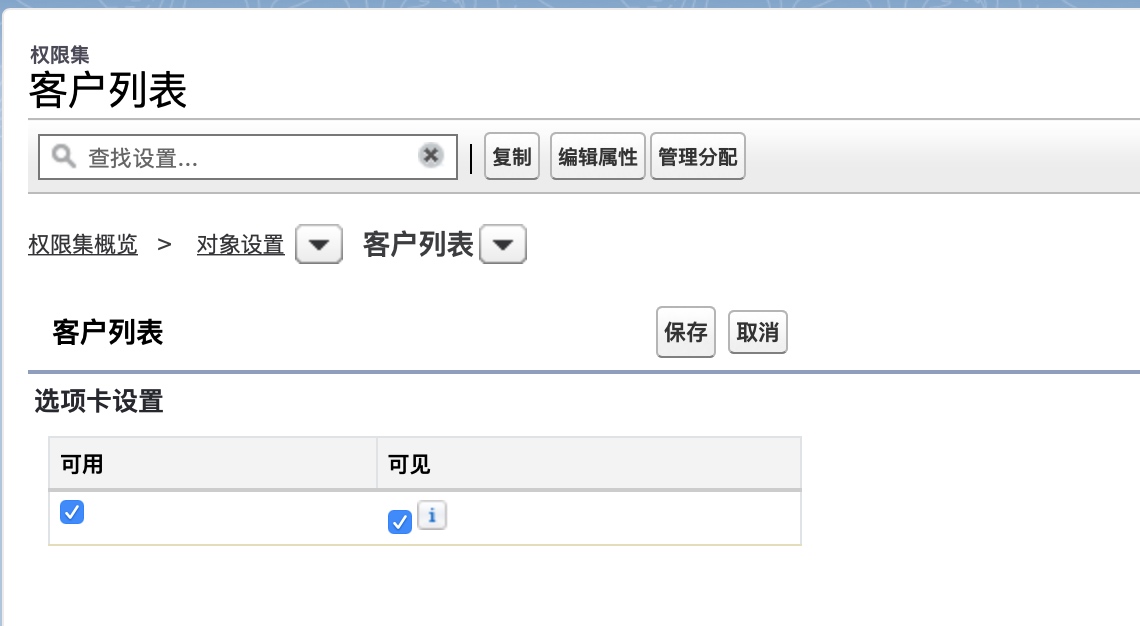 权限集
客户列表
查找设置...
复制 编辑属性 管理分配
权限集概览 > 对象设置 客户列表
客户列表 保存 取消
选项卡设置
可用 可见
i